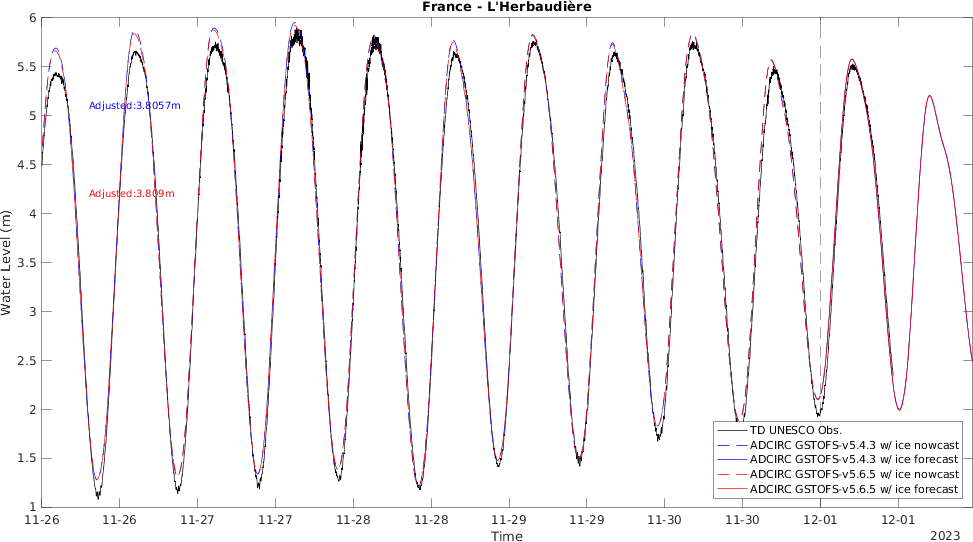 France - L'Herbaudière
Water Level (m)
6
5.5
5
4.5
4
3.5
3
2.5
2
1.5
1
Adjusted:3.8057m
Adjusted:3.809m
TD UNESCO Obs.
ADCIRC GSTOFS-v5.4.3 w/ ice nowcast
ADCIRC GSTOFS-v5.4.3 w/ ice forecast
ADCIRC GSTOFS-v5.6.5 w/ ice nowcast
ADCIRC GSTOFS-v5.6.5 w/ ice forecast
11-26 11-26 11-27 11-27 11-28 11-28 11-29 11-29 11-30 11-30 12-01 12-01
Time
2023